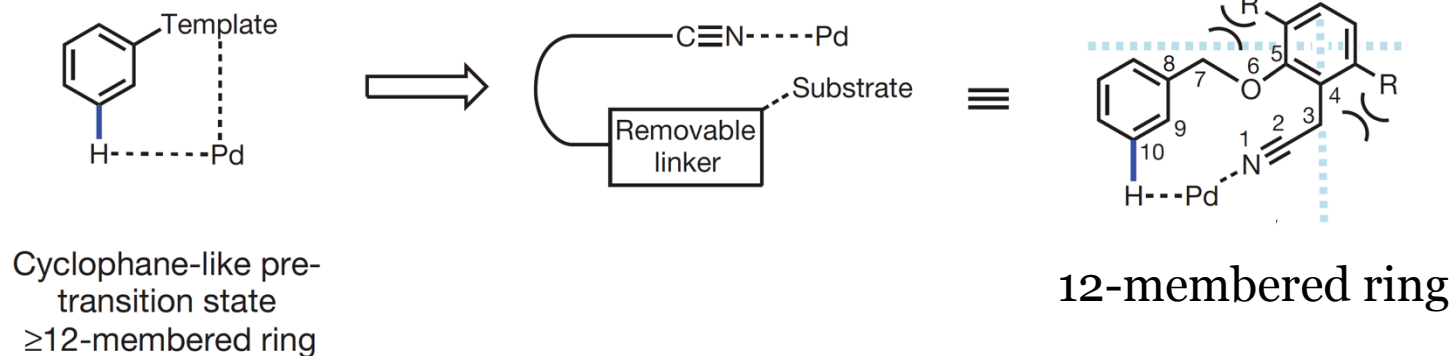 Template
H
Pd
C≡N
Pd
Substrate
Removable
linker
≡
R
5
6
8
7
O
R
4
3
2
1
9
10
N
H
Pd
Cyclophane-like pre-
transition state
≥12-membered ring
12-membered ring